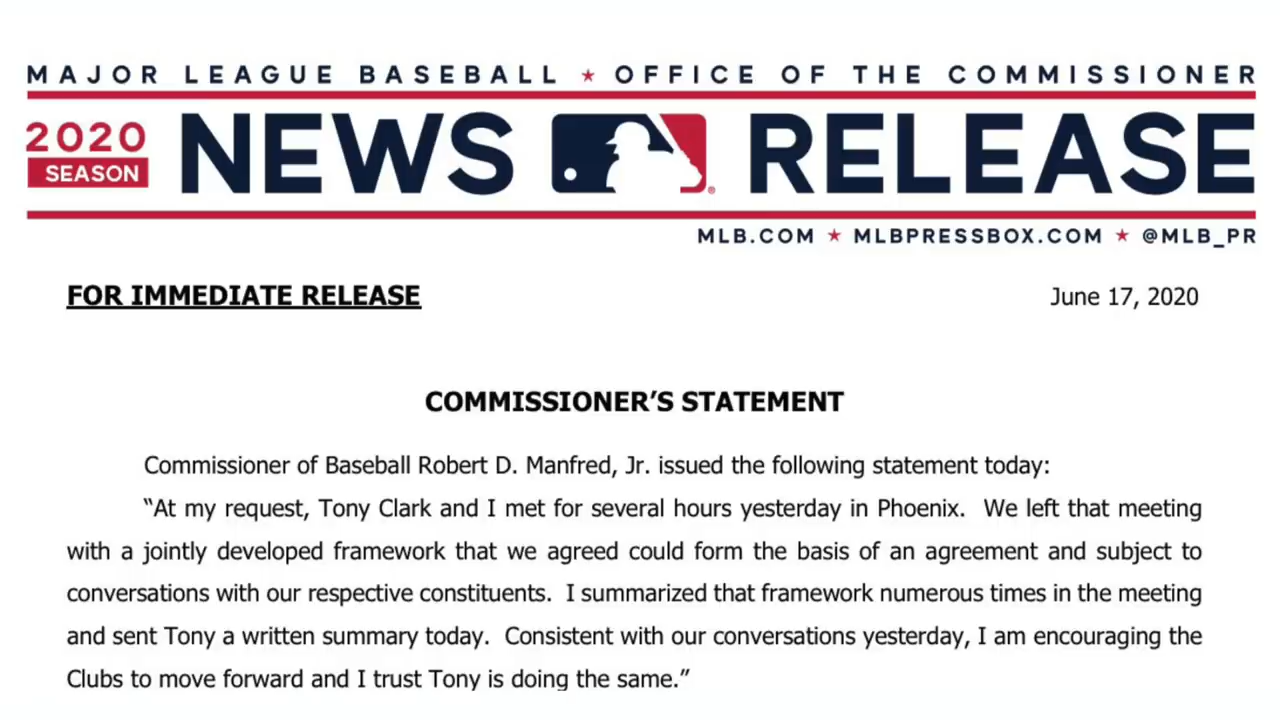 MAJOR LEAGUE BASEBALL ★ OFFICE OF THE COMMISSIONER
2020
SEASON
NEWS RELEASE
®
MLB.COM ★ MLBPRESSBOX.COM ★ @MLB_PR
FOR IMMEDIATE RELEASE
June 17, 2020
COMMISSIONER’S STATEMENT
Commissioner of Baseball Robert D. Manfred, Jr. issued the following statement today:
“At my request, Tony Clark and I met for several hours yesterday in Phoenix. We left that meeting
with a jointly developed framework that we agreed could form the basis of an agreement and subject to
conversations with our respective constituents. I summarized that framework numerous times in the meeting
and sent Tony a written summary today. Consistent with our conversations yesterday, I am encouraging the
Clubs to move forward and I trust Tony is doing the same.”